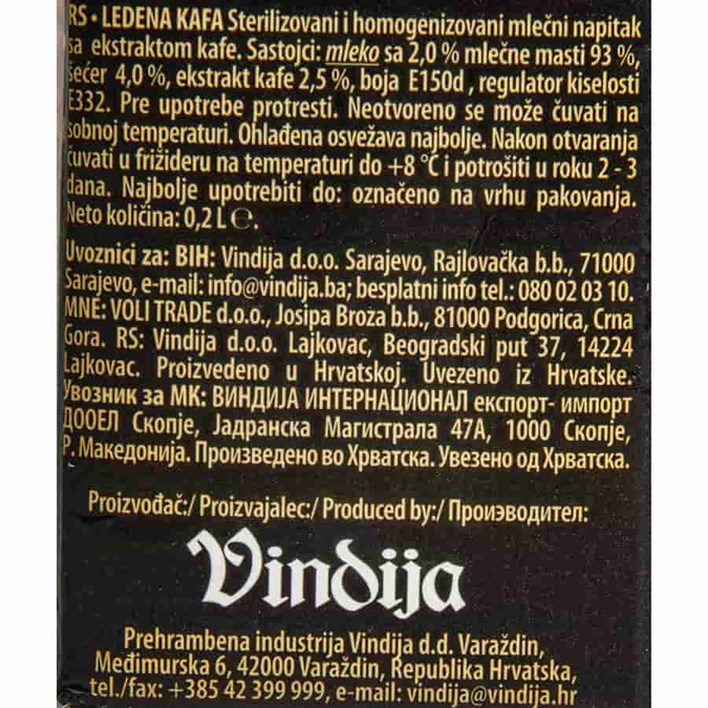 RS • LEDENA KAFA Sterilizovani i homogenizovani mlečni napitak
sa ekstraktom kafe. Sastojci: mleko sa 2,0 % mlečne masti 93 %,
šećer 4,0 %, ekstrakt kafe 2,5 %, boja E150d , regulator kiselosti
E332. Pre upotrebe protresti. Neotvoreno se može čuvati na
sobnoj temperaturi. Ohlađena osvežava najbolje. Nakon otvaranja
čuvati u frižideru na temperaturi do +8 °C i potrošiti u roku 2 - 3
dana. Najbolje upotrebiti do: označeno na vrhu pakovanja.
Neto količina: 0,2 L ℮.
Uvoznici za: BIH: Vindija d.o.o. Sarajevo, Rajlovačka b.b., 71000
Sarajevo, e-mail: info@vindija.ba; besplatni info tel.: 080 02 03 10.
MNE: VOLI TRADE d.o.o., Josipa Broza b.b., 81000 Podgorica, Crna
Gora. RS: Vindija d.o.o. Lajkovac, Beogradski put 37, 14224
Lajkovac. Proizvedeno u Hrvatskoj. Uvezeno iz Hrvatske.
Увозник за МК: ВИНДИЈА ИНТЕРНАЦИОНАЛ експорт- импорт
ДООЕЛ Скопје, Јадранска Магистрала 47А, 1000 Скопје,
Р. Македонија. Произведено во Хрватска. Увезено од Хрватска.
Proizvođač:/ Proizvajalec:/ Produced by:/ Производител:
Vindija
Prehrambena industrija Vindija d.d. Varaždin,
Međimurska 6, 42000 Varaždin, Republika Hrvatska,
tel./fax: +385 42 399 999, e-mail: vindija@vindija.hr